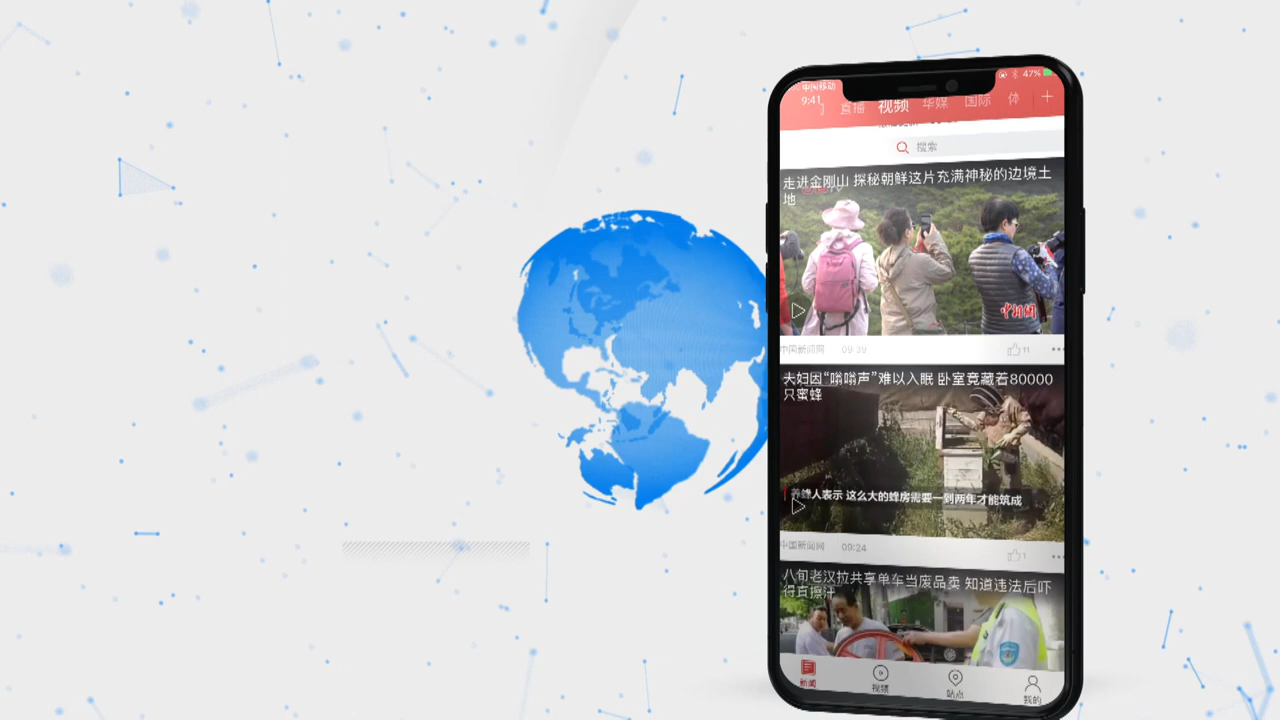 中国移动
47%
9:41
直播 视频 华媒 国际 体 +
搜索
走进金刚山 探秘朝鲜这片充满神秘的边境土
地
中新网
中国新闻网 09:39 11
夫妇因“嗡嗡声”难以入眠 卧室竟藏着80000
只蜜蜂
养蜂人表示 这么大的蜂房需要一到两年才能筑成
中国新闻网 09:24 1
八旬老汉拉共享单车当废品卖 知道违法后吓
得直擦汗
新闻 视频 站点 我的